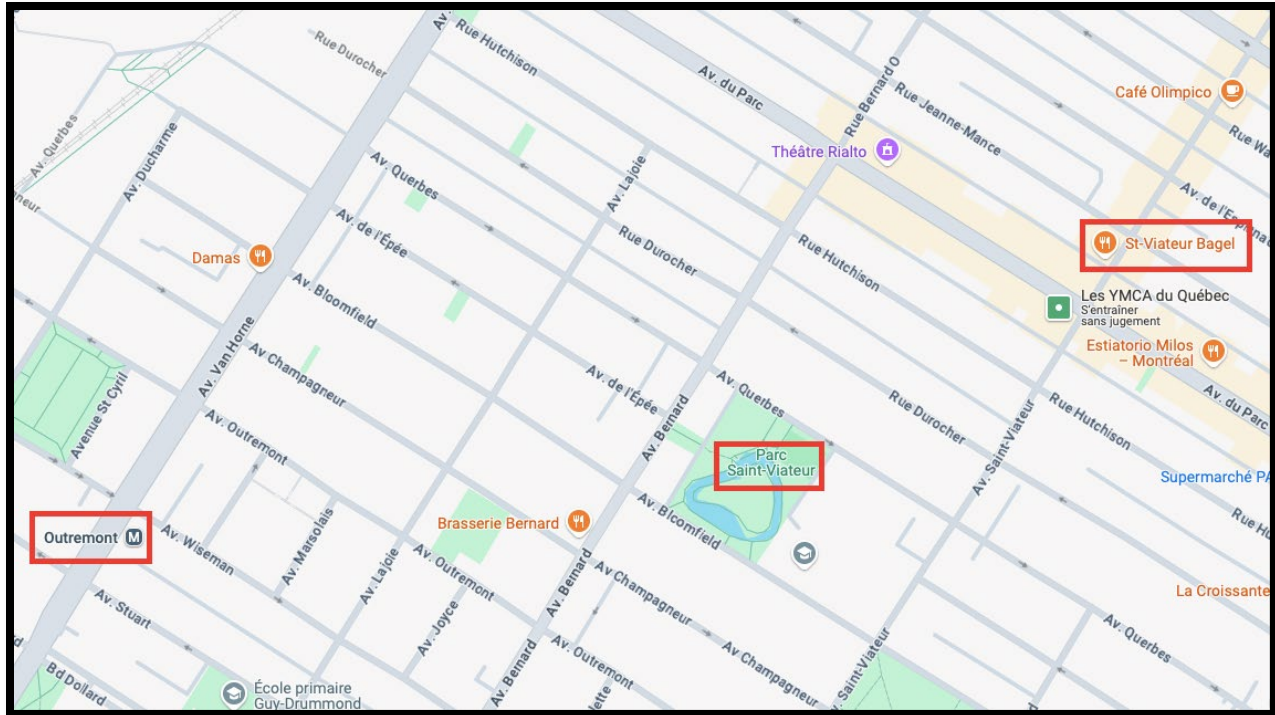 Av.
Rue Hutchison
Rue Durocher
Av. du Parc
Rue Bernard O
Rue Jeanne-Mance
Café Olimpico
Théâtre Rialto
Av. Querbes
Av. Ducharme
Av. Querbes
Av. Lajoie
Av. de l'Épée
Rue Durocher
Rue Hutchison
St-Viateur Bagel
Damas
Av. Bloomfield
Les YMCA du Québec
S'entraîner
sans jugement
Estiatorio Milos
– Montréal
Av. Van Horne
Av Champagneur
Av. de l'Épée
Av. Querbes
Rue Durocher
Rue Hutchison
Av. du Parc
Avenue St Cyril
Av. Outremont
Av. Bernard
Parc
Saint-Viateur
Av. Saint-Viateur
Outremont
M
Av. Wiseman
Av. Marsolais
Brasserie Bernard
Av. Bloomfield
Av. Stuart
Av. Lajoie
Av. Outremont
Av. Joyce
Av. Bernard
Av Champagneur
La Croissante
Av. Querbes
Bd Dollard
École primaire
Guy-Drummond
Av. Bernard
Av. Outremont
Av Champagneur
Av. Saint-Viateur